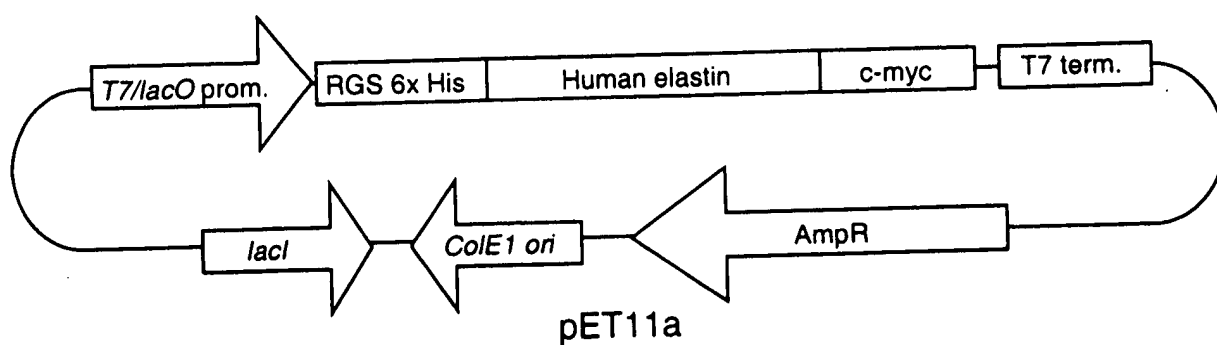 T7/lacO prom.
RGS 6x His
Human elastin
c-myc
T7 term.
lacI
ColE1 ori
AmpR
pET11a